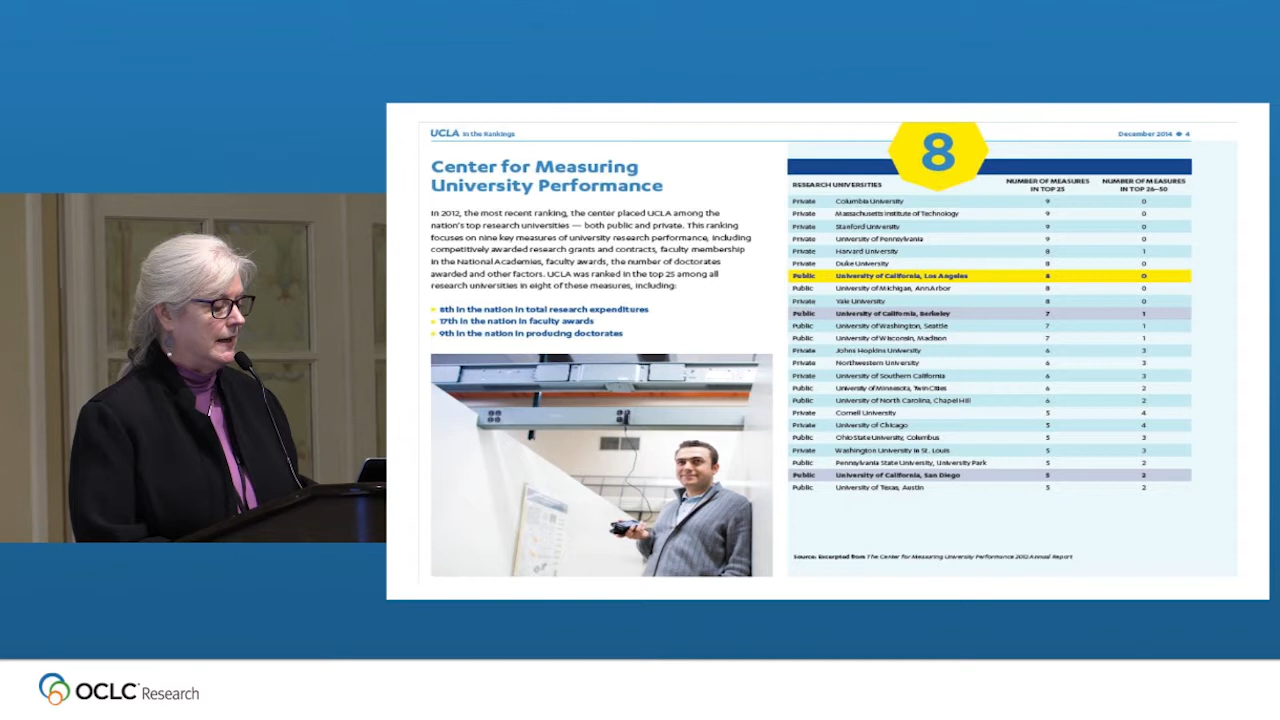 UCLA In the Rankings
December 2014 4
8
Center for Measuring
University Performance
In 2012, the most recent ranking, the center placed UCLA among the
nation's top research universities — both public and private. This ranking
focuses on nine key measures of university research performance, including
competitively awarded research grants and contracts, faculty membership
in the National Academies, faculty awards, the number of doctorates
awarded and other factors. UCLA was ranked in the top 25 among all
research universities in eight of these measures, including:
8th in the nation in total research expenditures
17th in the nation in faculty awards
9th in the nation in producing doctorates
RESEARCH UNIVERSITIES NUMBER OF MEASURES IN TOP 25 NUMBER OF MEASURES IN TOP 26–50
Private Columbia University 9 0
Private Massachusetts Institute of Technology 9 0
Private Stanford University 9 0
Private University of Pennsylvania 9 0
Private Harvard University 8 1
Private Duke University 8 0
Public University of California, Los Angeles 8 0
Public University of Michigan, Ann Arbor 8 0
Private Yale University 8 0
Public University of California, Berkeley 7 1
Public University of Washington, Seattle 7 1
Public University of Wisconsin, Madison 7 1
Private Johns Hopkins University 6 3
Private Northwestern University 6 3
Private University of Southern California 6 3
Public University of Minnesota, Twin Cities 6 2
Public University of North Carolina, Chapel Hill 6 2
Private Cornell University 5 4
Private University of Chicago 5 4
Public Ohio State University, Columbus 5 3
Private Washington University in St. Louis 5 3
Public Pennsylvania State University, University Park 5 2
Public University of California, San Diego 5 2
Public University of Texas, Austin 5 2
Source: Excerpted from The Center for Measuring University Performance 2012 Annual Report
OCLC Research